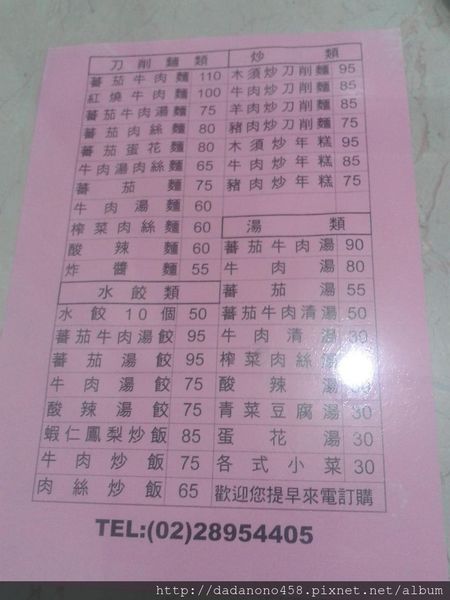 刀削麵類
蕃茄牛肉麵 110
紅燒牛肉麵 100
蕃茄牛肉湯麵 75
蕃茄肉絲麵 80
蕃茄蛋花麵 80
牛肉湯肉絲麵 65
蕃茄麵 75
牛肉湯麵 60
榨菜肉絲麵 60
酸辣麵 60
炸醬麵 55
水餃類
水餃10個 50
蕃茄牛肉湯餃 95
蕃茄湯餃 95
牛肉湯餃 75
酸辣湯餃 75
蝦仁鳳梨炒飯 85
牛肉炒飯 75
肉絲炒飯 65
炒類
木須炒刀削麵 95
牛肉炒刀削麵 85
羊肉炒刀削麵 85
豬肉炒刀削麵 75
木須炒年糕 95
牛肉炒年糕 85
豬肉炒年糕 75
湯類
蕃茄牛肉湯 90
牛肉湯 80
蕃茄湯 55
蕃茄牛肉清湯 50
牛肉清湯 30
榨菜肉絲湯
酸辣湯
青菜豆腐湯 30
蛋花湯 30
各式小菜 30
歡迎您提早來電訂購
TEL:(02)28954405
http://dadanono458.pixnet.net/album